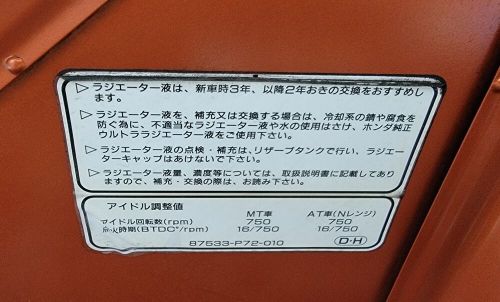 ▷ラジエーター液は、新車時3年、以降2年おきの交換をおすすめし
ます。
▷ラジエーター液を、補充又は交換する場合は、冷却系の錆や腐食を
防ぐ為に、不適当なラジエーター液や水の使用はさけ、ホンダ純正
ウルトララジエーター液をご使用下さい。
▷ラジエーター液の点検・補充は、リザーブタンクで行い、ラジエー
ターキャップはあけないで下さい。
▷ラジエーター液量、濃度等については、取扱説明書に記載してあり
ますので、補充・交換の際は、お読み下さい。
アイドル調整値
MT車 AT車(Nレンジ)
アイドル回転数(rpm) 750 750
点火時期(BTDC°/rpm) 16/750 16/750
87533-P72-010 D-H